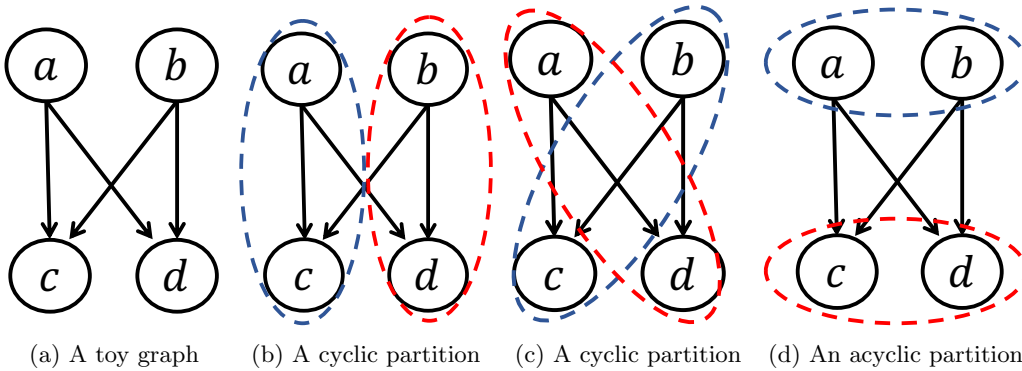 a b a b a b a b
c d c d c d c d
(a) A toy graph (b) A cyclic partition (c) A cyclic partition (d) An acyclic partition